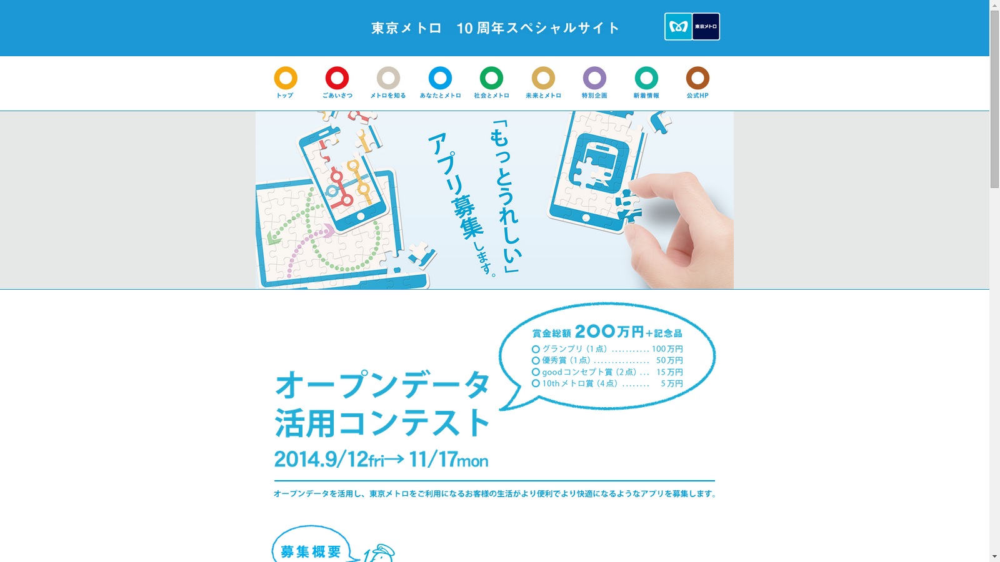 東京メトロ 10周年スペシャルサイト
東京メトロ
トップ
ごあいさつ
メトロを知る
あなたとメトロ
社会とメトロ
未来とメトロ
特別企画
新着情報
公式HP
「もっとうれしい」
アプリ募集します。
賞金総額 200万円+記念品
グランプリ(1点)........... 100万円
優秀賞(1点)................ 50万円
goodコンセプト賞(2点)... 15万円
10thメトロ賞(4点)........ 5万円
オープンデータ
活用コンテスト
2014.9/12fri→11/17mon
オープンデータを活用し、東京メトロをご利用になるお客様の生活がより便利でより快適になるようなアプリを募集します。
募集概要